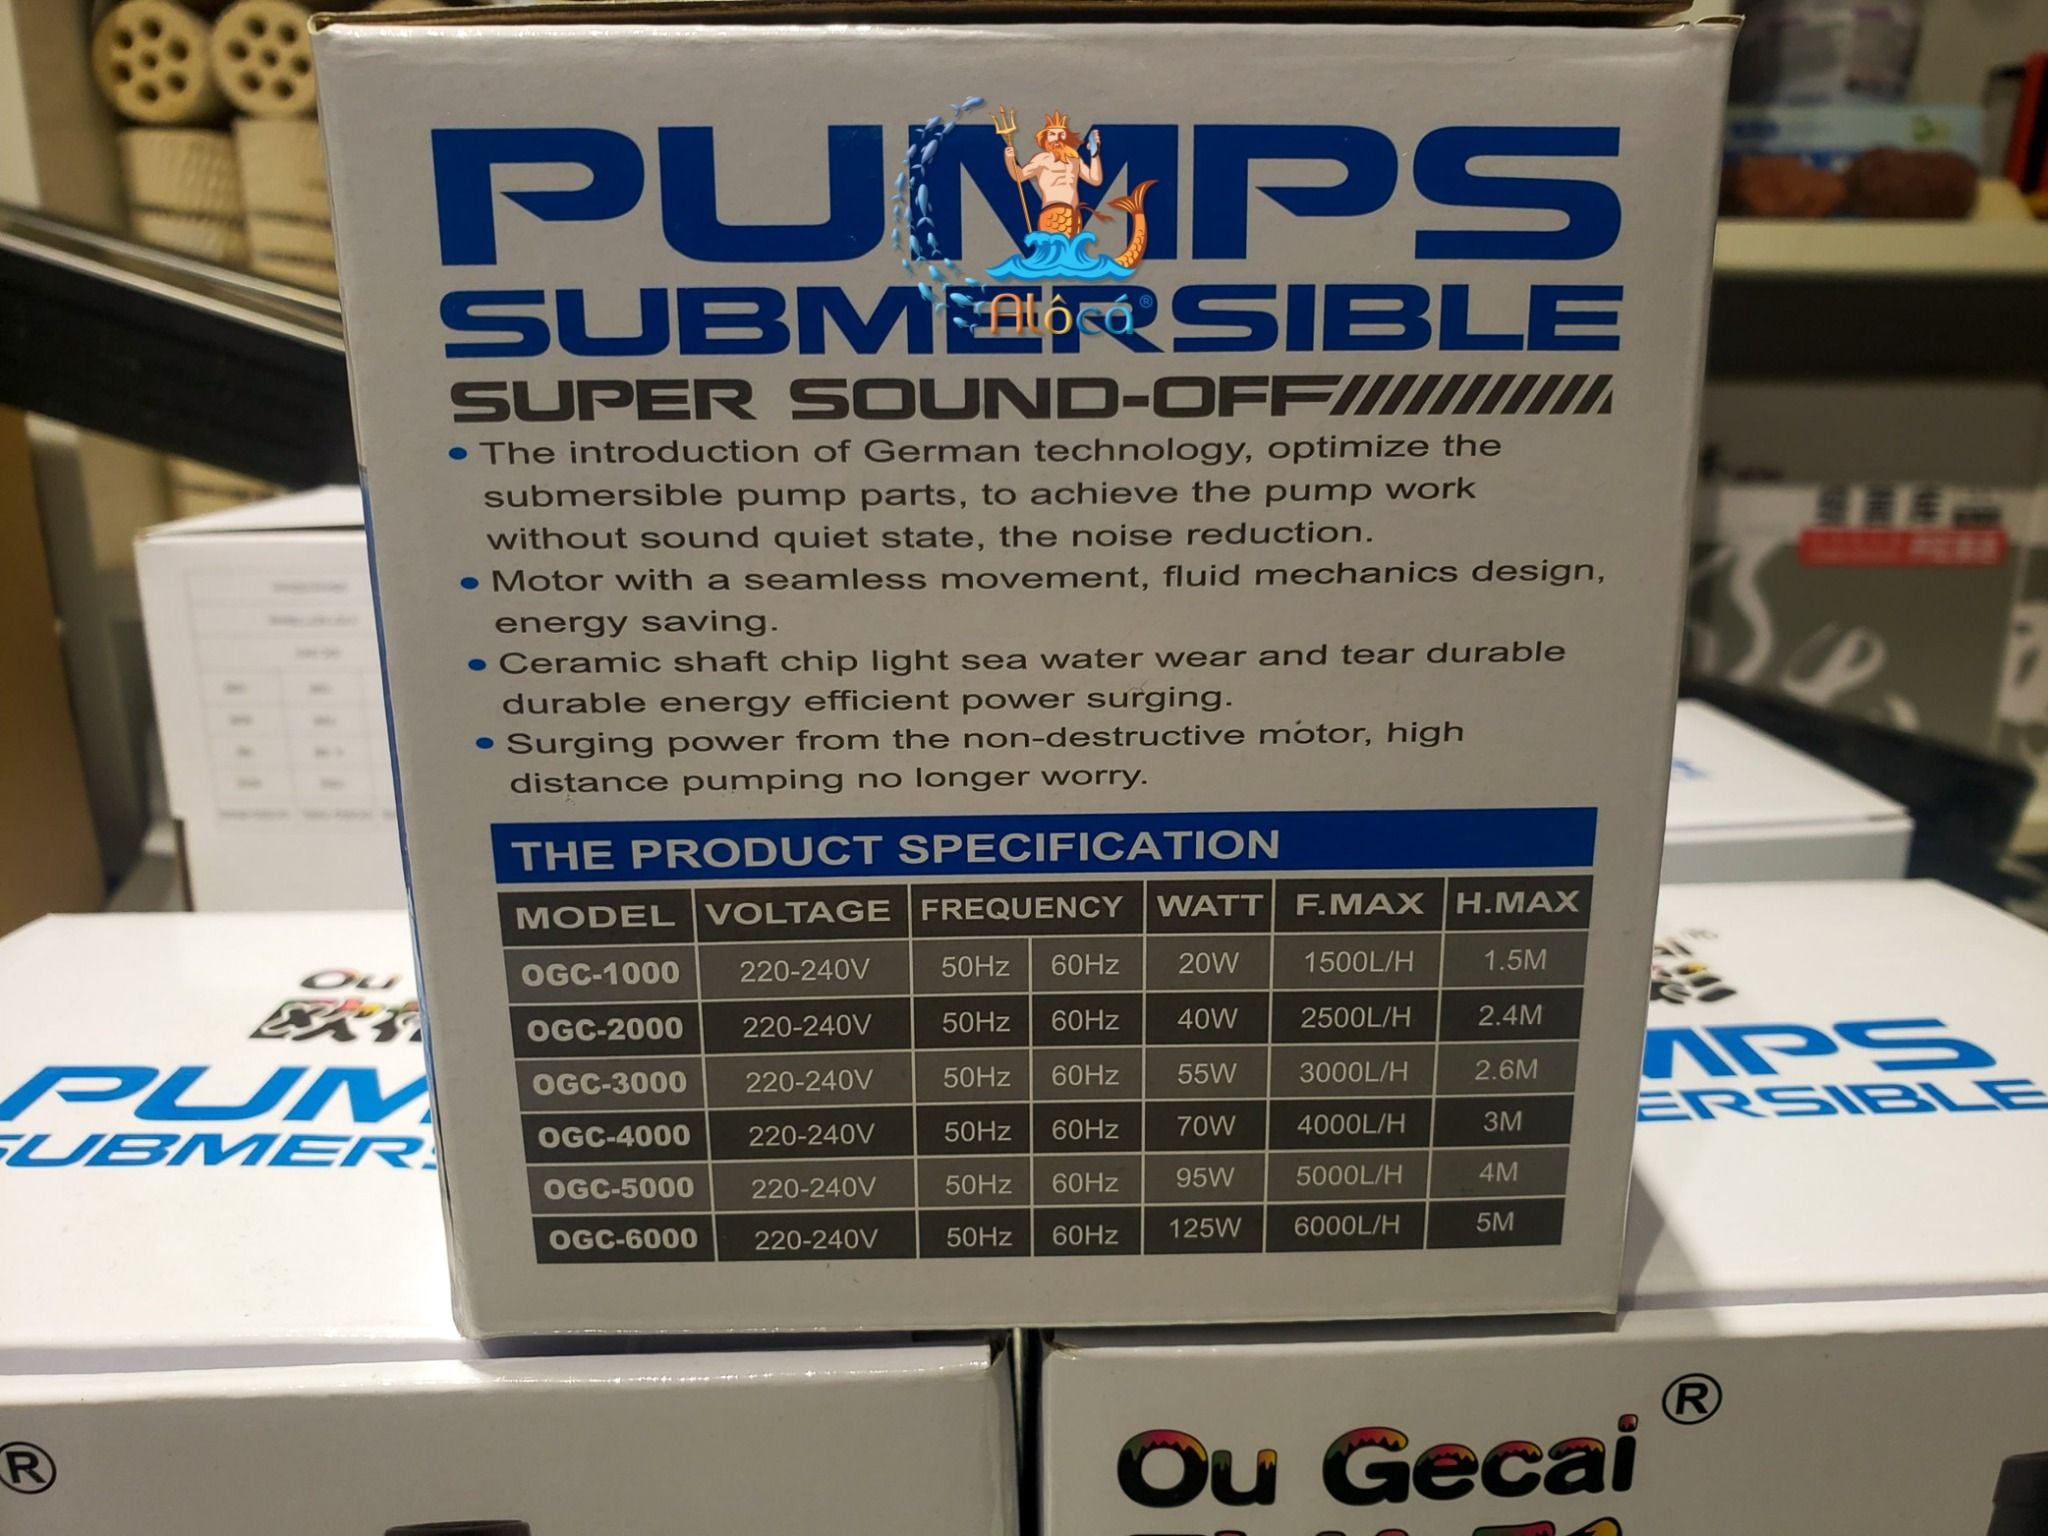 PUMPS
SUBMERSIBLE
Alôcá®
SUPER SOUND-OFF
• The introduction of German technology, optimize the
submersible pump parts, to achieve the pump work
without sound quiet state, the noise reduction.
• Motor with a seamless movement, fluid mechanics design,
energy saving.
• Ceramic shaft chip light sea water wear and tear durable
durable energy efficient power surging.
• Surging power from the non-destructive motor, high
distance pumping no longer worry.
THE PRODUCT SPECIFICATION
MODEL VOLTAGE FREQUENCY WATT F.MAX H.MAX
OGC-1000 220-240V 50Hz 60Hz 20W 1500L/H 1.5M
OGC-2000 220-240V 50Hz 60Hz 40W 2500L/H 2.4M
OGC-3000 220-240V 50Hz 60Hz 55W 3000L/H 2.6M
OGC-4000 220-240V 50Hz 60Hz 70W 4000L/H 3M
OGC-5000 220-240V 50Hz 60Hz 95W 5000L/H 4M
OGC-6000 220-240V 50Hz 60Hz 125W 6000L/H 5M
Ou
PUM
SUBMERS
MPS
ERSIBLE
®
Ou Gecai ®